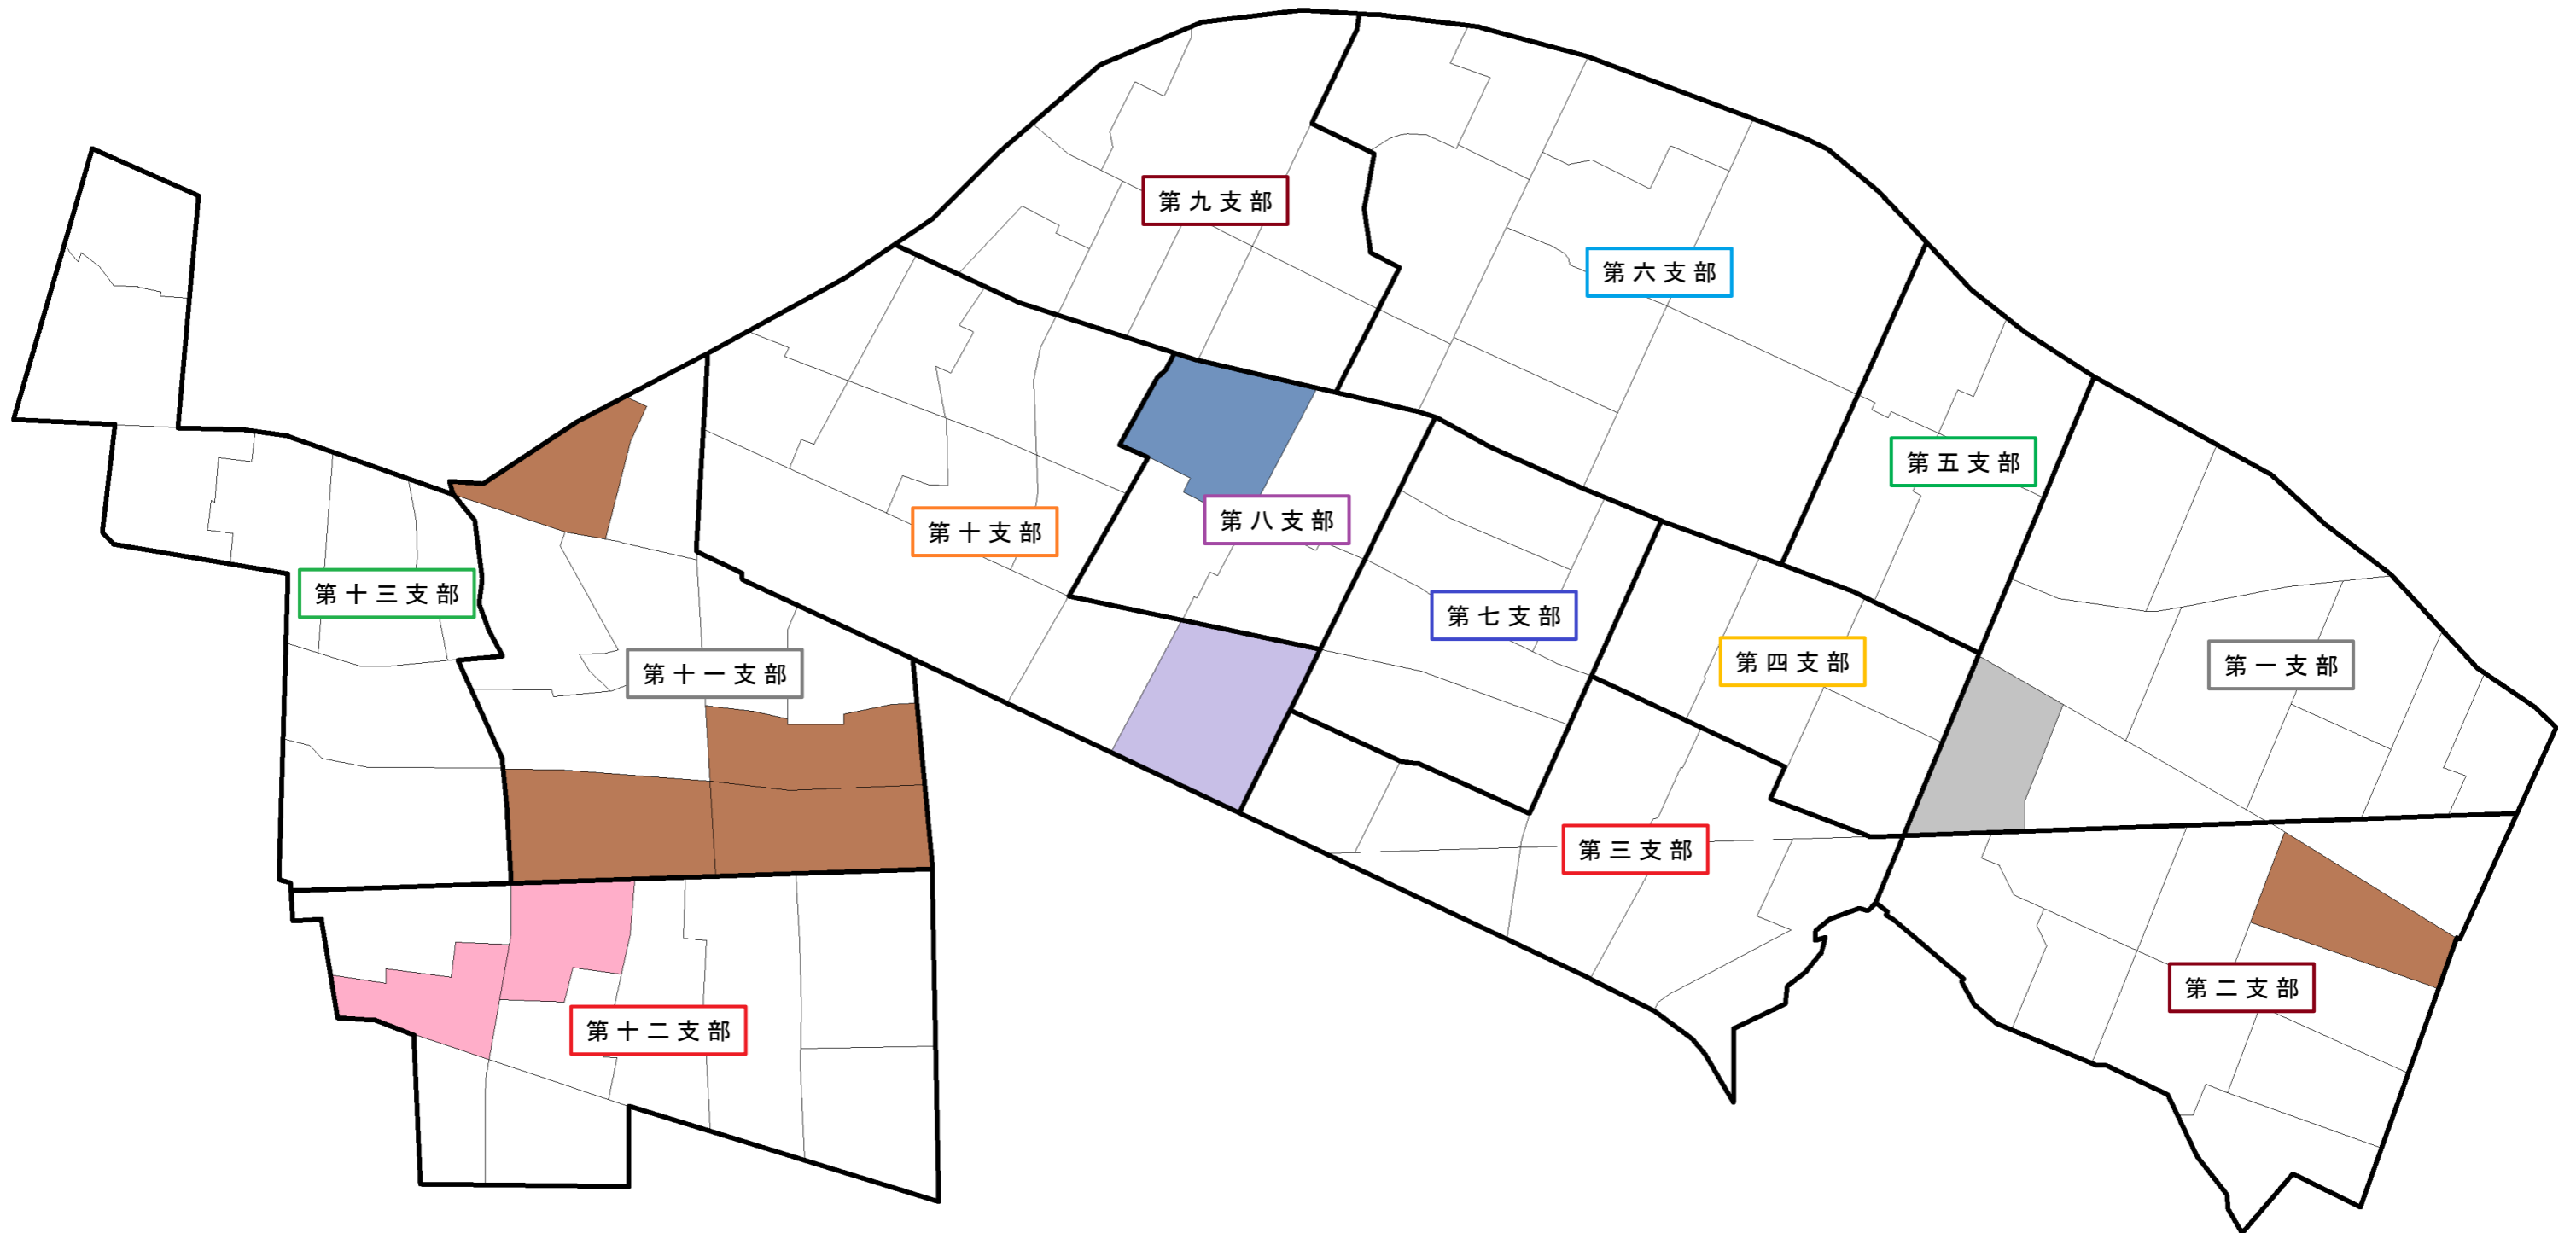 第九支部
第六支部
第五支部
第八支部
第十支部
第十三支部
第七支部
第四支部
第一支部
第十一支部
第三支部
第二支部
第十二支部